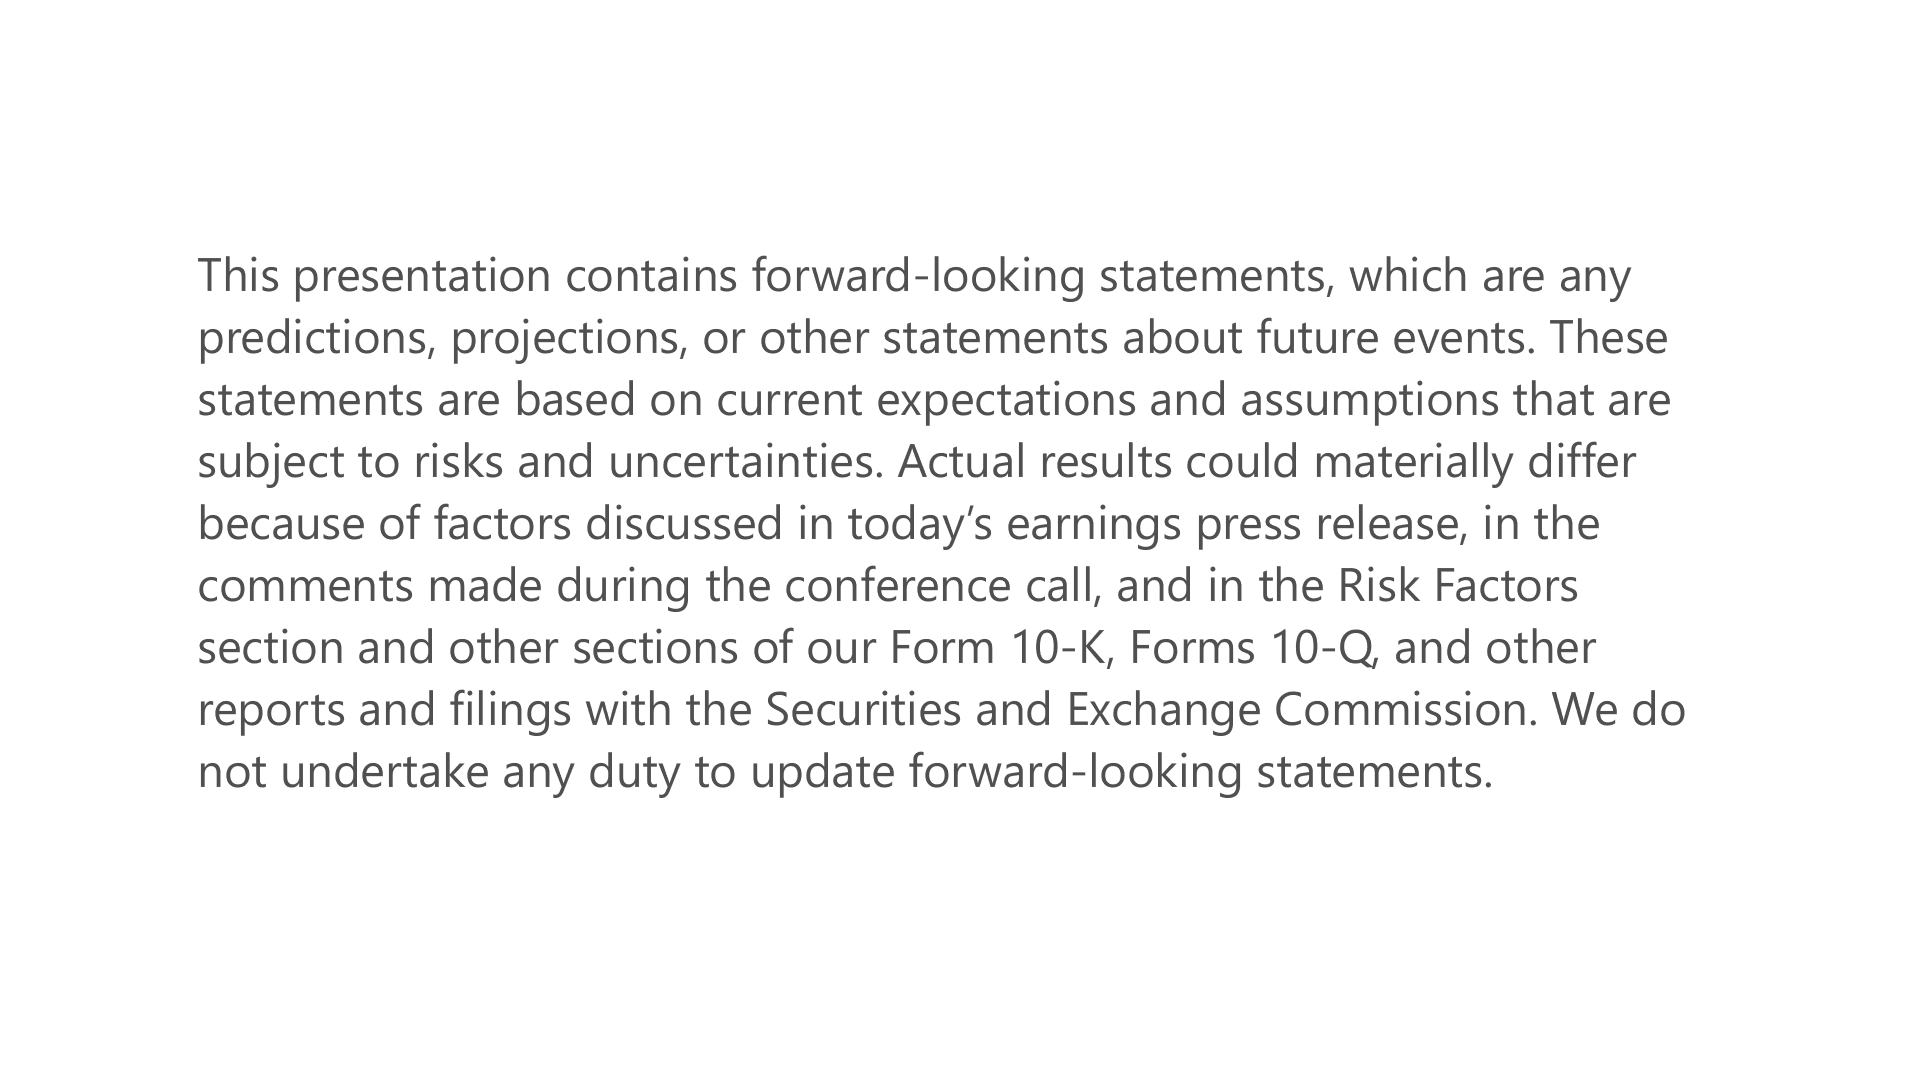 This presentation contains forward-looking statements, which are any
predictions, projections, or other statements about future events. These
statements are based on current expectations and assumptions that are
subject to risks and uncertainties. Actual results could materially differ
because of factors discussed in today’s earnings press release, in the
comments made during the conference call, and in the Risk Factors
section and other sections of our Form 10-K, Forms 10-Q, and other
reports and filings with the Securities and Exchange Commission. We do
not undertake any duty to update forward-looking statements.